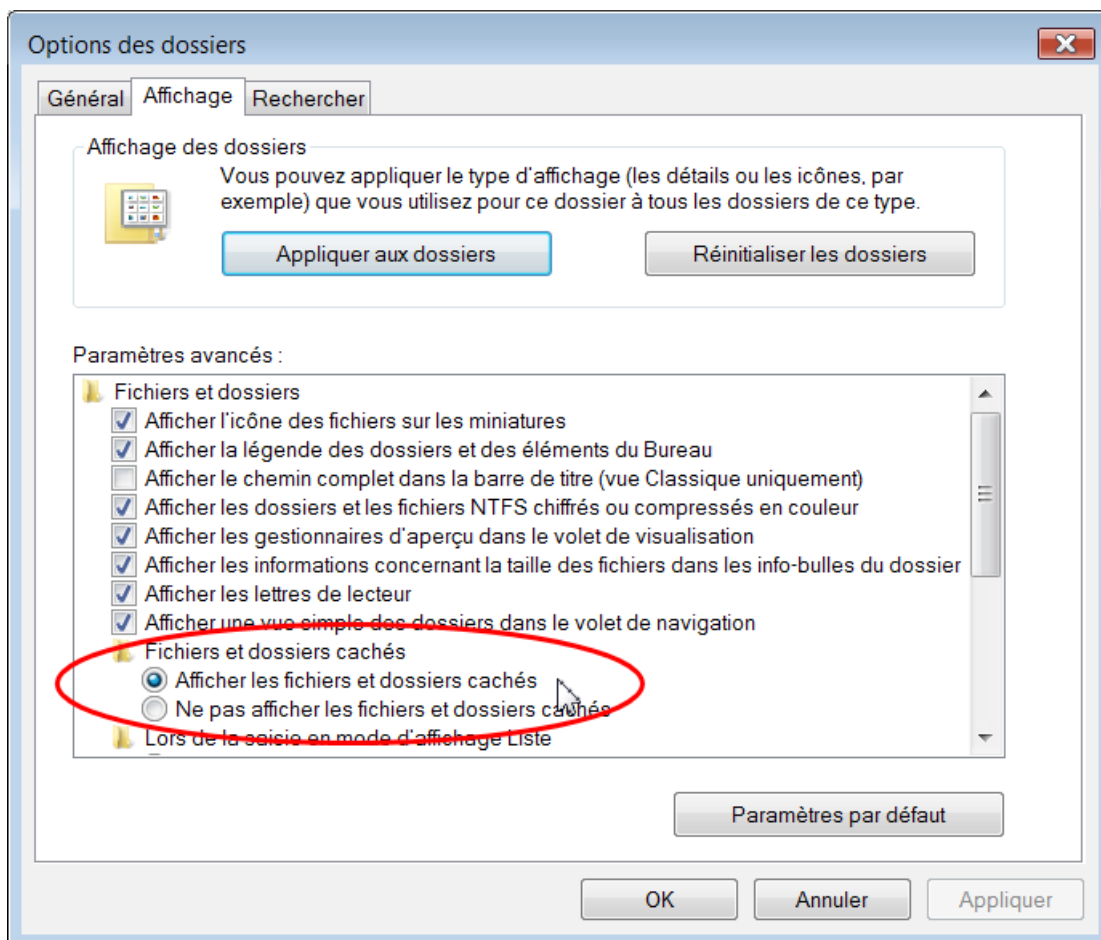 Options des dossiers
Général
Affichage
Rechercher
Affichage des dossiers
Vous pouvez appliquer le type d'affichage (les détails ou les icônes, par
exemple) que vous utilisez pour ce dossier à tous les dossiers de ce type.
Appliquer aux dossiers
Réinitialiser les dossiers
Paramètres avancés :
Fichiers et dossiers
Afficher l'icône des fichiers sur les miniatures
Afficher la légende des dossiers et des éléments du Bureau
Afficher le chemin complet dans la barre de titre (vue Classique uniquement)
Afficher les dossiers et les fichiers NTFS chiffrés ou compressés en couleur
Afficher les gestionnaires d'aperçu dans le volet de visualisation
Afficher les informations concernant la taille des fichiers dans les info-bulles du dossier
Afficher les lettres de lecteur
Afficher une vue simple des dossiers dans le volet de navigation
Fichiers et dossiers cachés
Afficher les fichiers et dossiers cachés
Ne pas afficher les fichiers et dossiers cachés
Lors de la saisie en mode d'affichage Liste
Paramètres par défaut
OK
Annuler
Appliquer